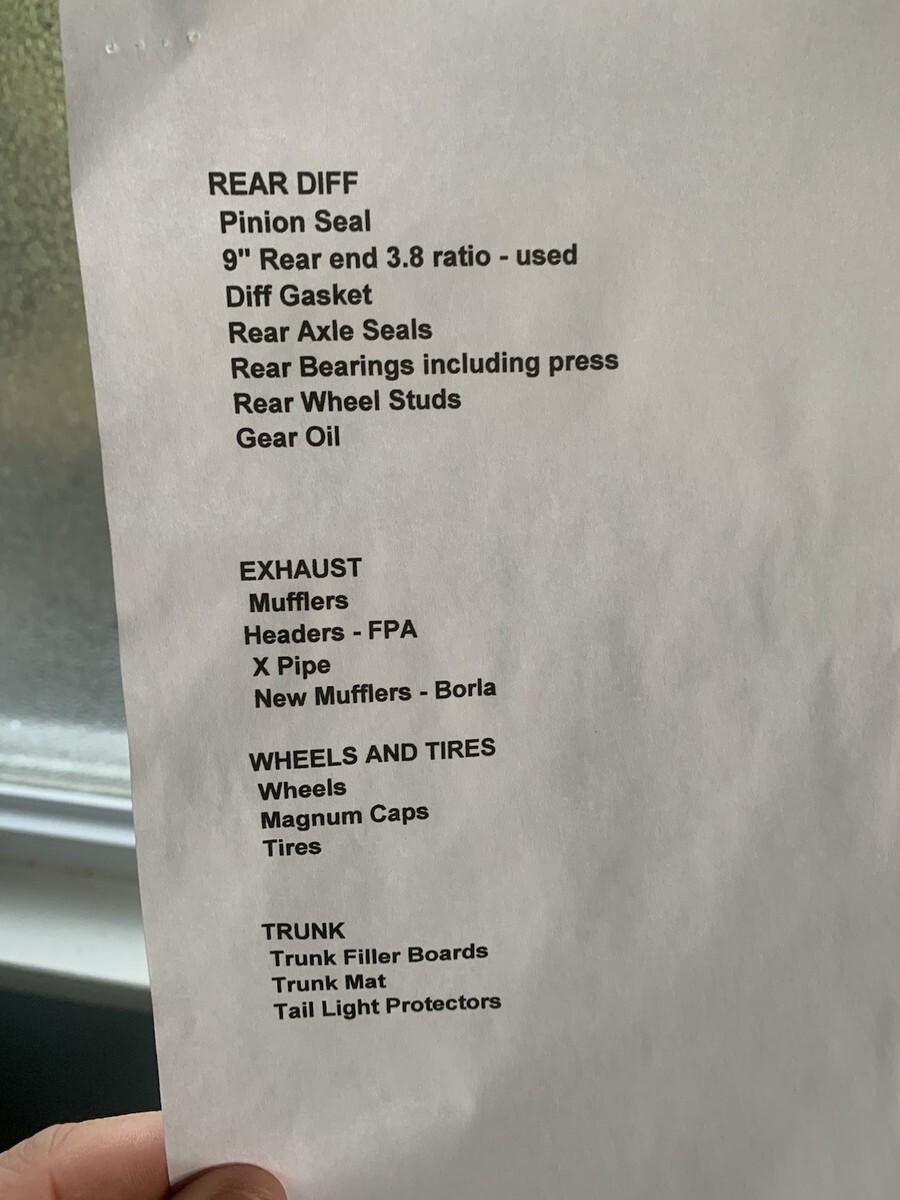 REAR DIFF
Pinion Seal
9" Rear end 3.8 ratio - used
Diff Gasket
Rear Axle Seals
Rear Bearings including press
Rear Wheel Studs
Gear Oil
EXHAUST
Mufflers
Headers - FPA
X Pipe
New Mufflers - Borla
WHEELS AND TIRES
Wheels
Magnum Caps
Tires
TRUNK
Trunk Filler Boards
Trunk Mat
Tail Light Protectors